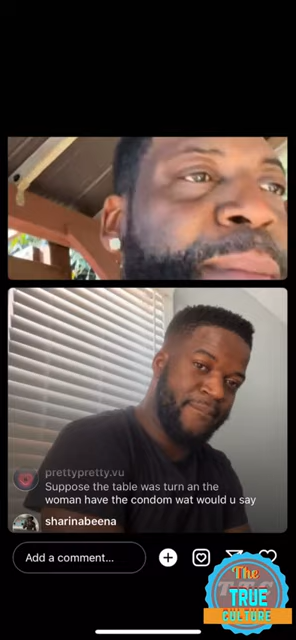 prettypretty.vu
Suppose the table was turn an the
woman have the condom wat would u say
sharinabeena
Add a comment...
The
TRUE
CULTURE